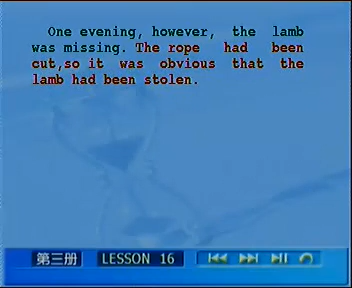 One evening, however, the lamb
was missing. The rope had been
cut,so it was obvious that the
lamb had been stolen.
第三册 LESSON 16